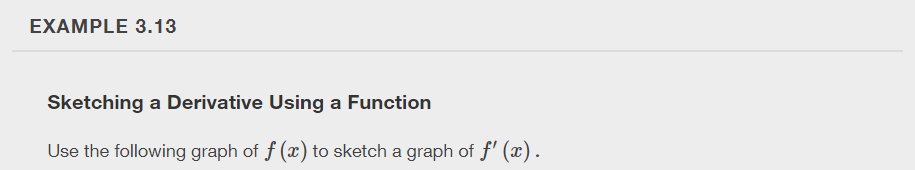 EXAMPLE 3.13
Sketching a Derivative Using a Function
Use the following graph of f (x) to sketch a graph of f′ (x) .